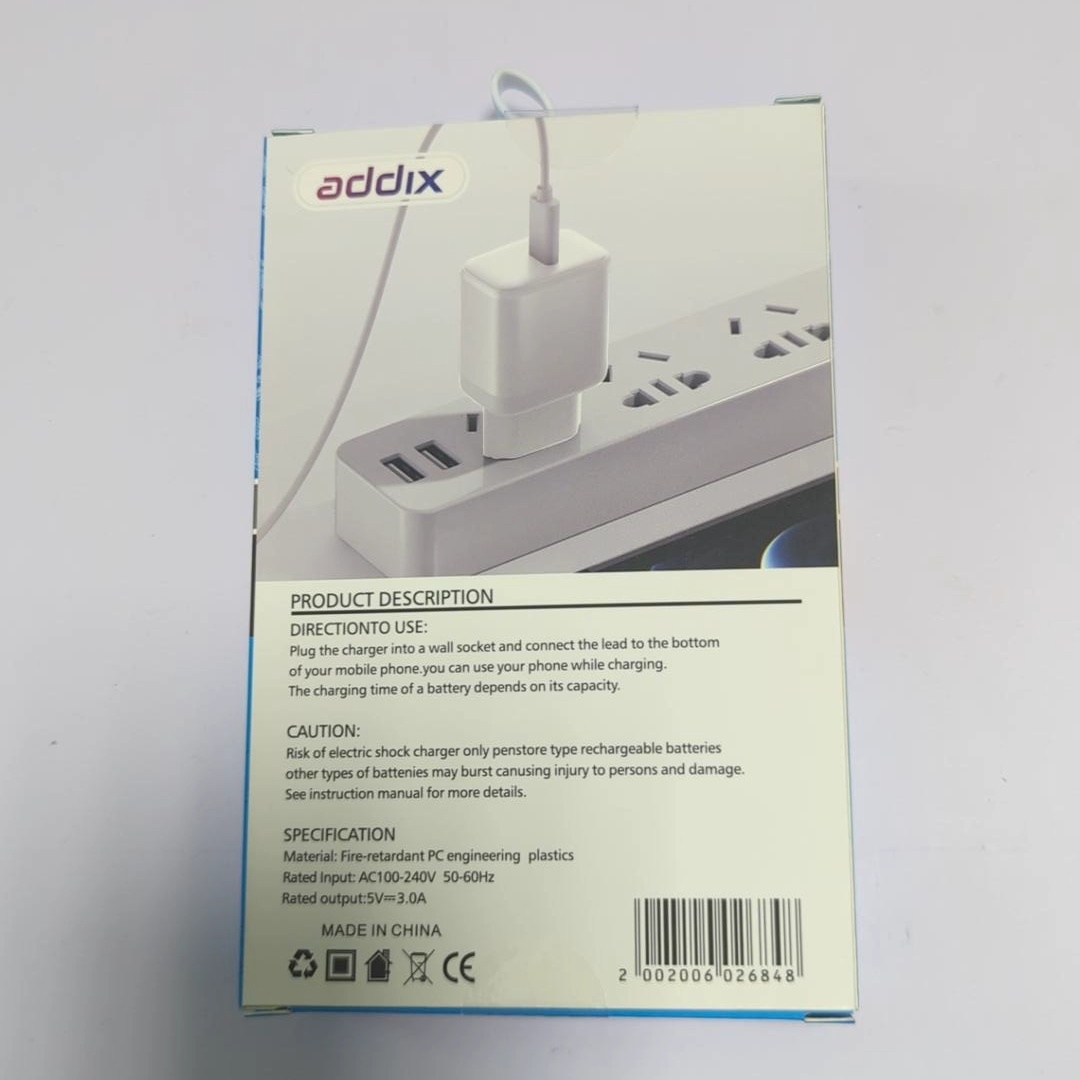 addix
PRODUCT DESCRIPTION
DIRECTIONTO USE:
Plug the charger into a wall socket and connect the lead to the bottom
of your mobile phone.you can use your phone while charging.
The charging time of a battery depends on its capacity.
CAUTION:
Risk of electric shock charger only penstore type rechargeable batteries
other types of battenies may burst canusing injury to persons and damage.
See instruction manual for more details.
SPECIFICATION
Material: Fire-retardant PC engineering plastics
Rated Input: AC100-240V 50-60Hz
Rated output:5V⎓3.0A
MADE IN CHINA
CE
2 002006 026848